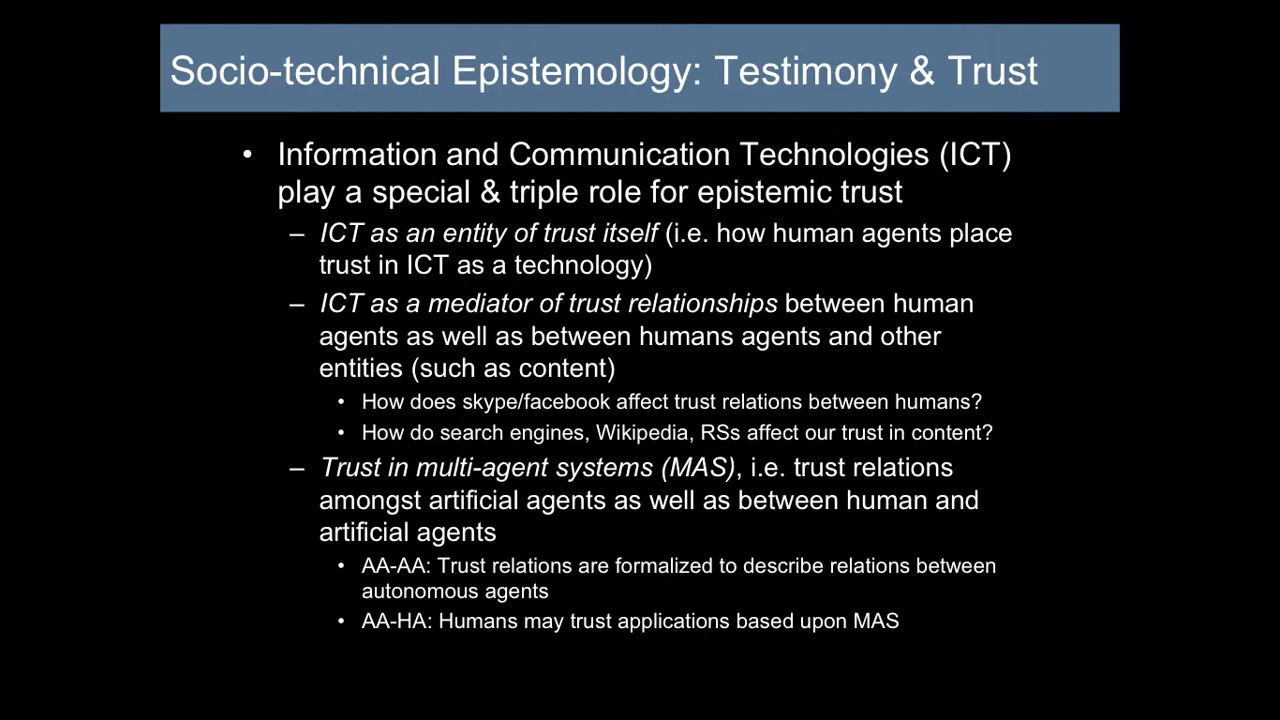 Socio-technical Epistemology: Testimony & Trust
• Information and Communication Technologies (ICT)
play a special & triple role for epistemic trust
– ICT as an entity of trust itself (i.e. how human agents place
trust in ICT as a technology)
– ICT as a mediator of trust relationships between human
agents as well as between humans agents and other
entities (such as content)
• How does skype/facebook affect trust relations between humans?
• How do search engines, Wikipedia, RSs affect our trust in content?
– Trust in multi-agent systems (MAS), i.e. trust relations
amongst artificial agents as well as between human and
artificial agents
• AA-AA: Trust relations are formalized to describe relations between
autonomous agents
• AA-HA: Humans may trust applications based upon MAS